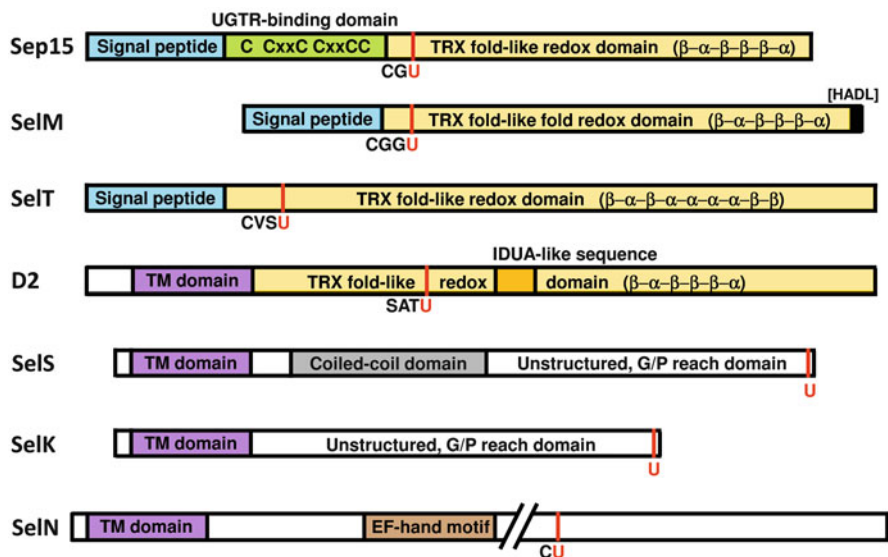 UGTR-binding domain
Sep15 Signal peptide C CxxC CxxCC TRX fold-like redox domain (β–α–β–β–β–α)
CGU
[HADL]
SelM Signal peptide TRX fold-like fold redox domain (β–α–β–β–β–α)
CGGU
SelT Signal peptide TRX fold-like redox domain (β–α–β–α–α–α–α–β–β)
CVSU
IDUA-like sequence
D2 TM domain TRX fold-like redox domain (β–α–β–β–β–α)
SATU
SelS TM domain Coiled-coil domain Unstructured, G/P reach domain
U
SelK TM domain Unstructured, G/P reach domain
U
SelN TM domain EF-hand motif
CU